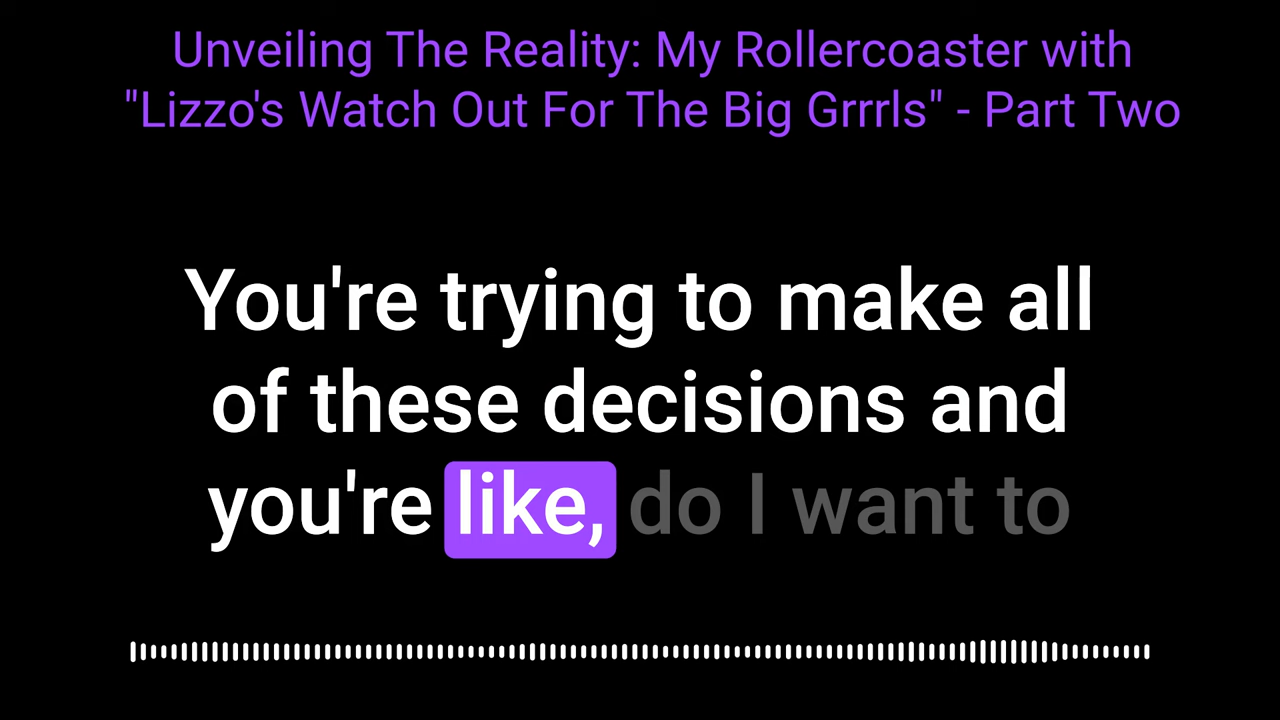 Unveiling The Reality: My Rollercoaster with
"Lizzo's Watch Out For The Big Grrrls" - Part Two
You're trying to make all
of these decisions and
you're like, do I want to